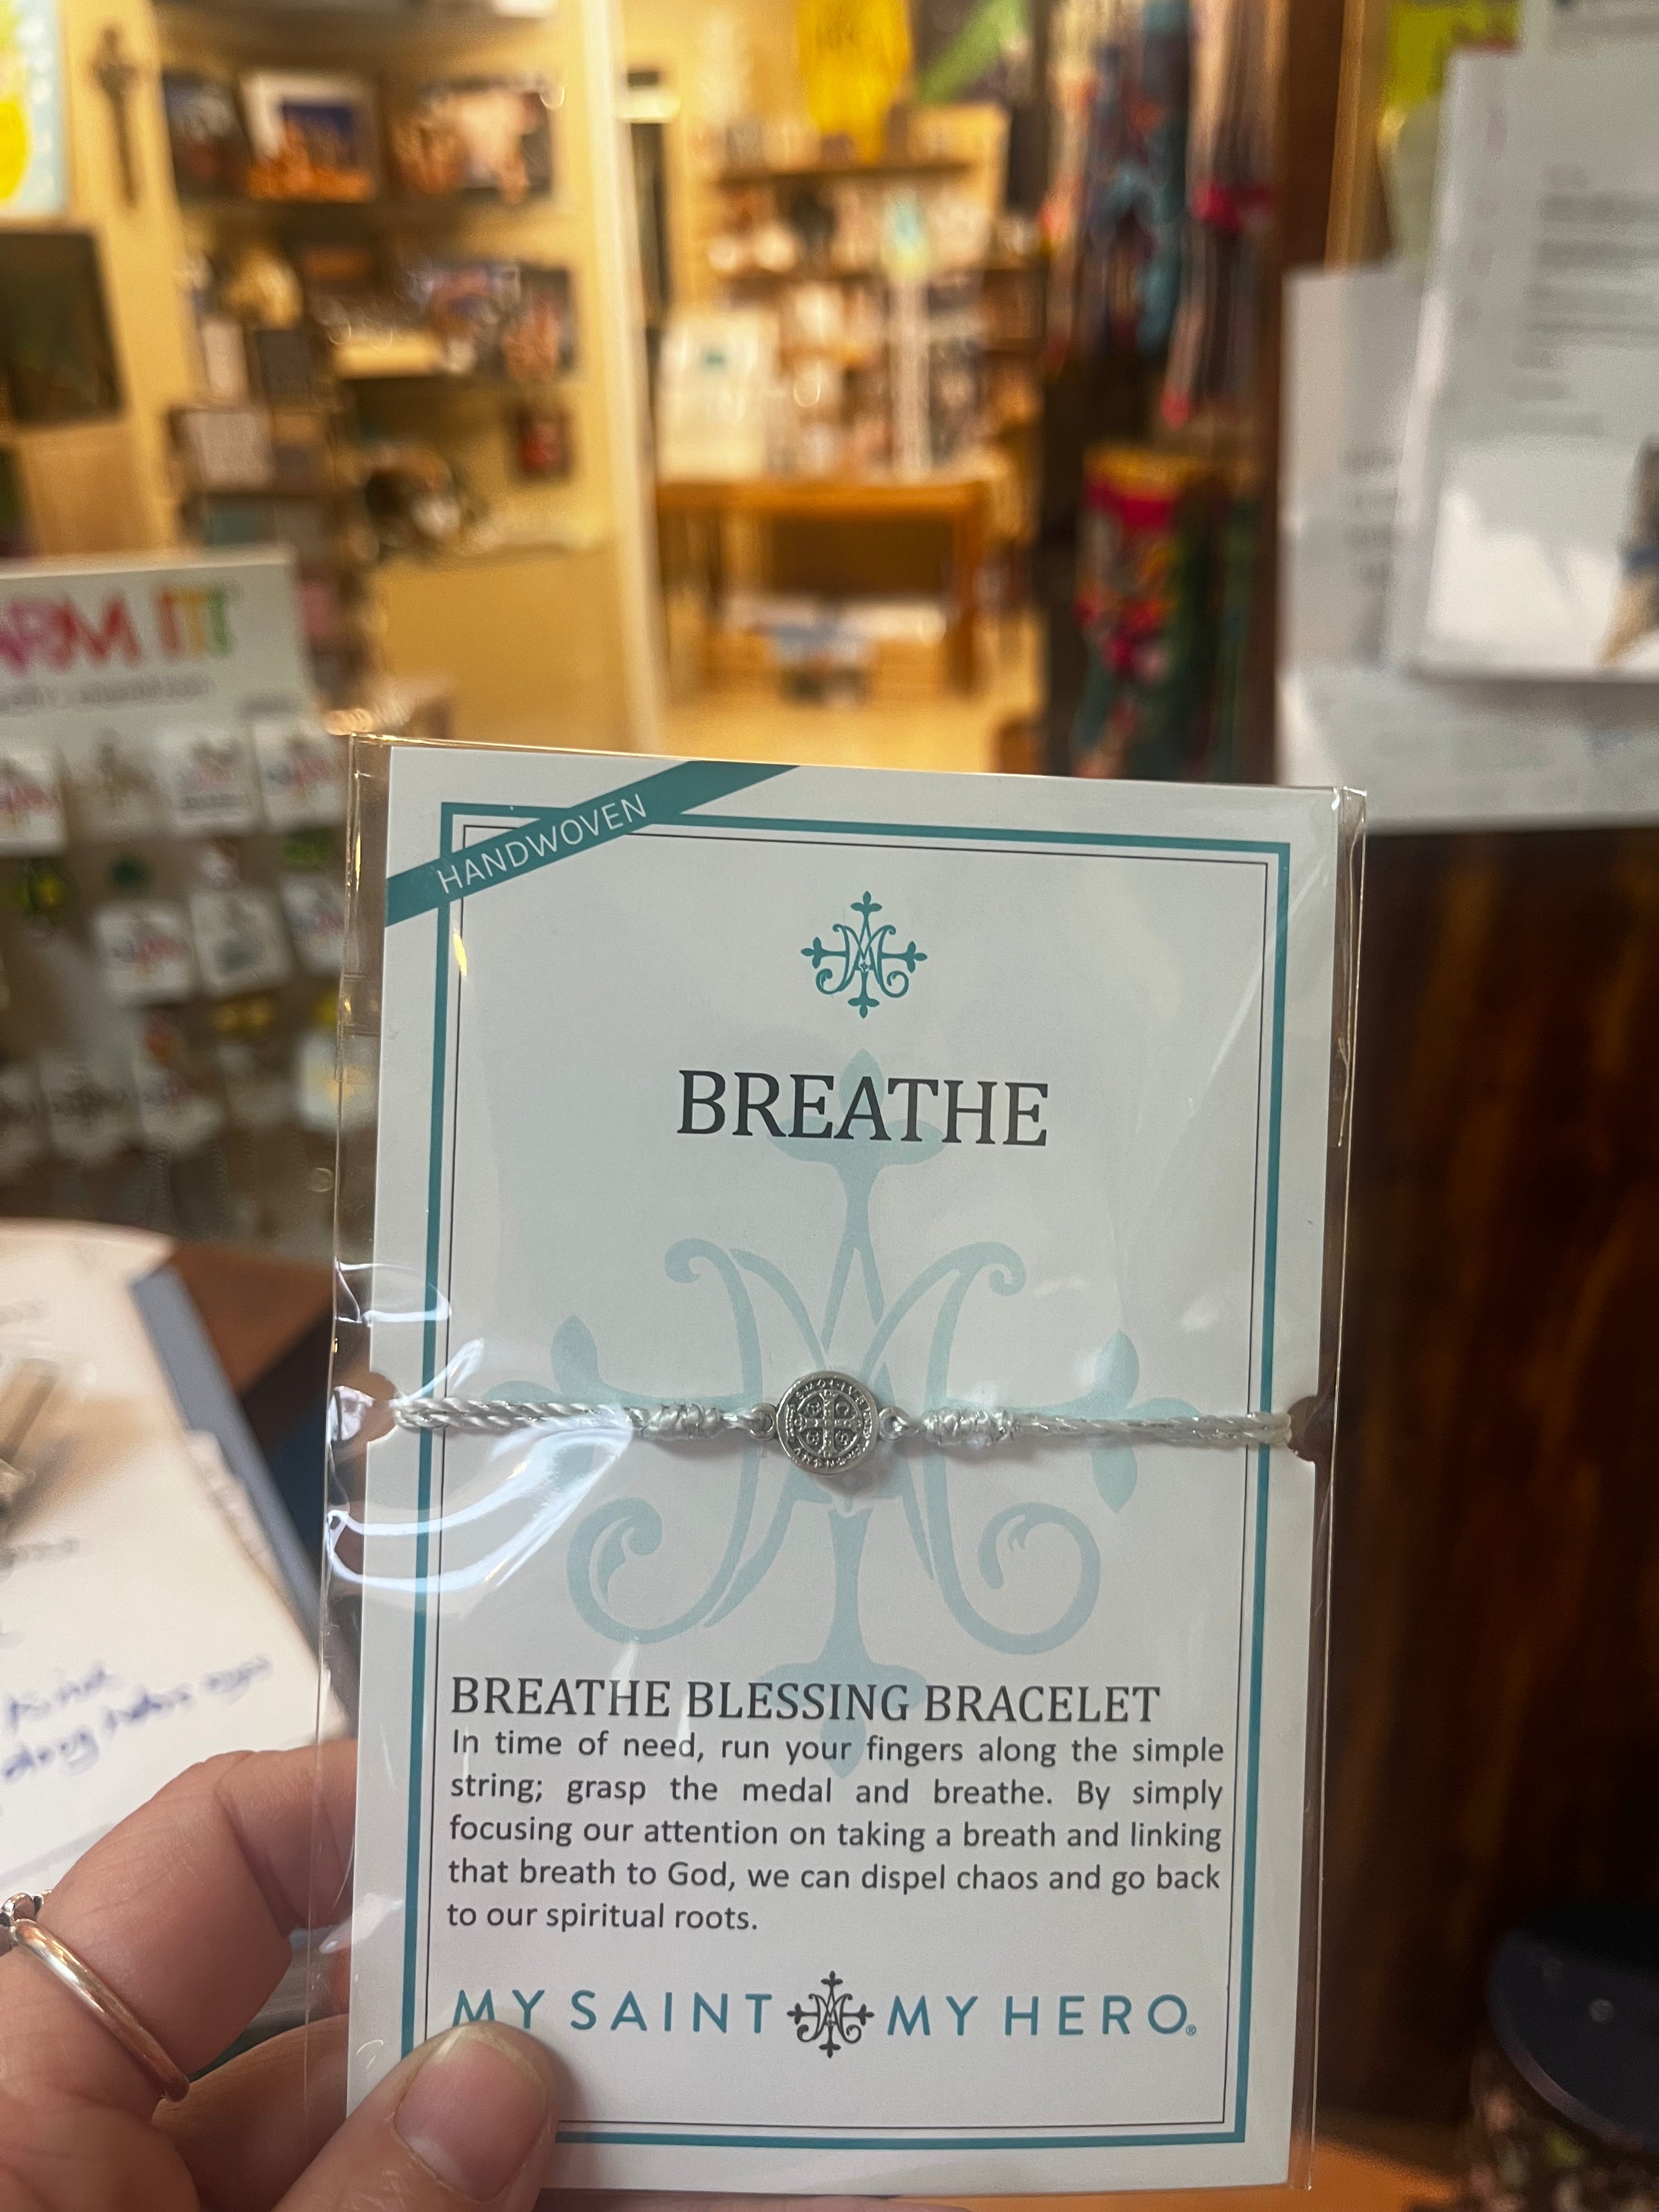 HANDWOVEN
BREATHE
BREATHE BLESSING BRACELET
In time of need, run your fingers along the simple
string; grasp the medal and breathe. By simply
focusing our attention on taking a breath and linking
that breath to God, we can dispel chaos and go back
to our spiritual roots.
MY SAINT MY HERO®